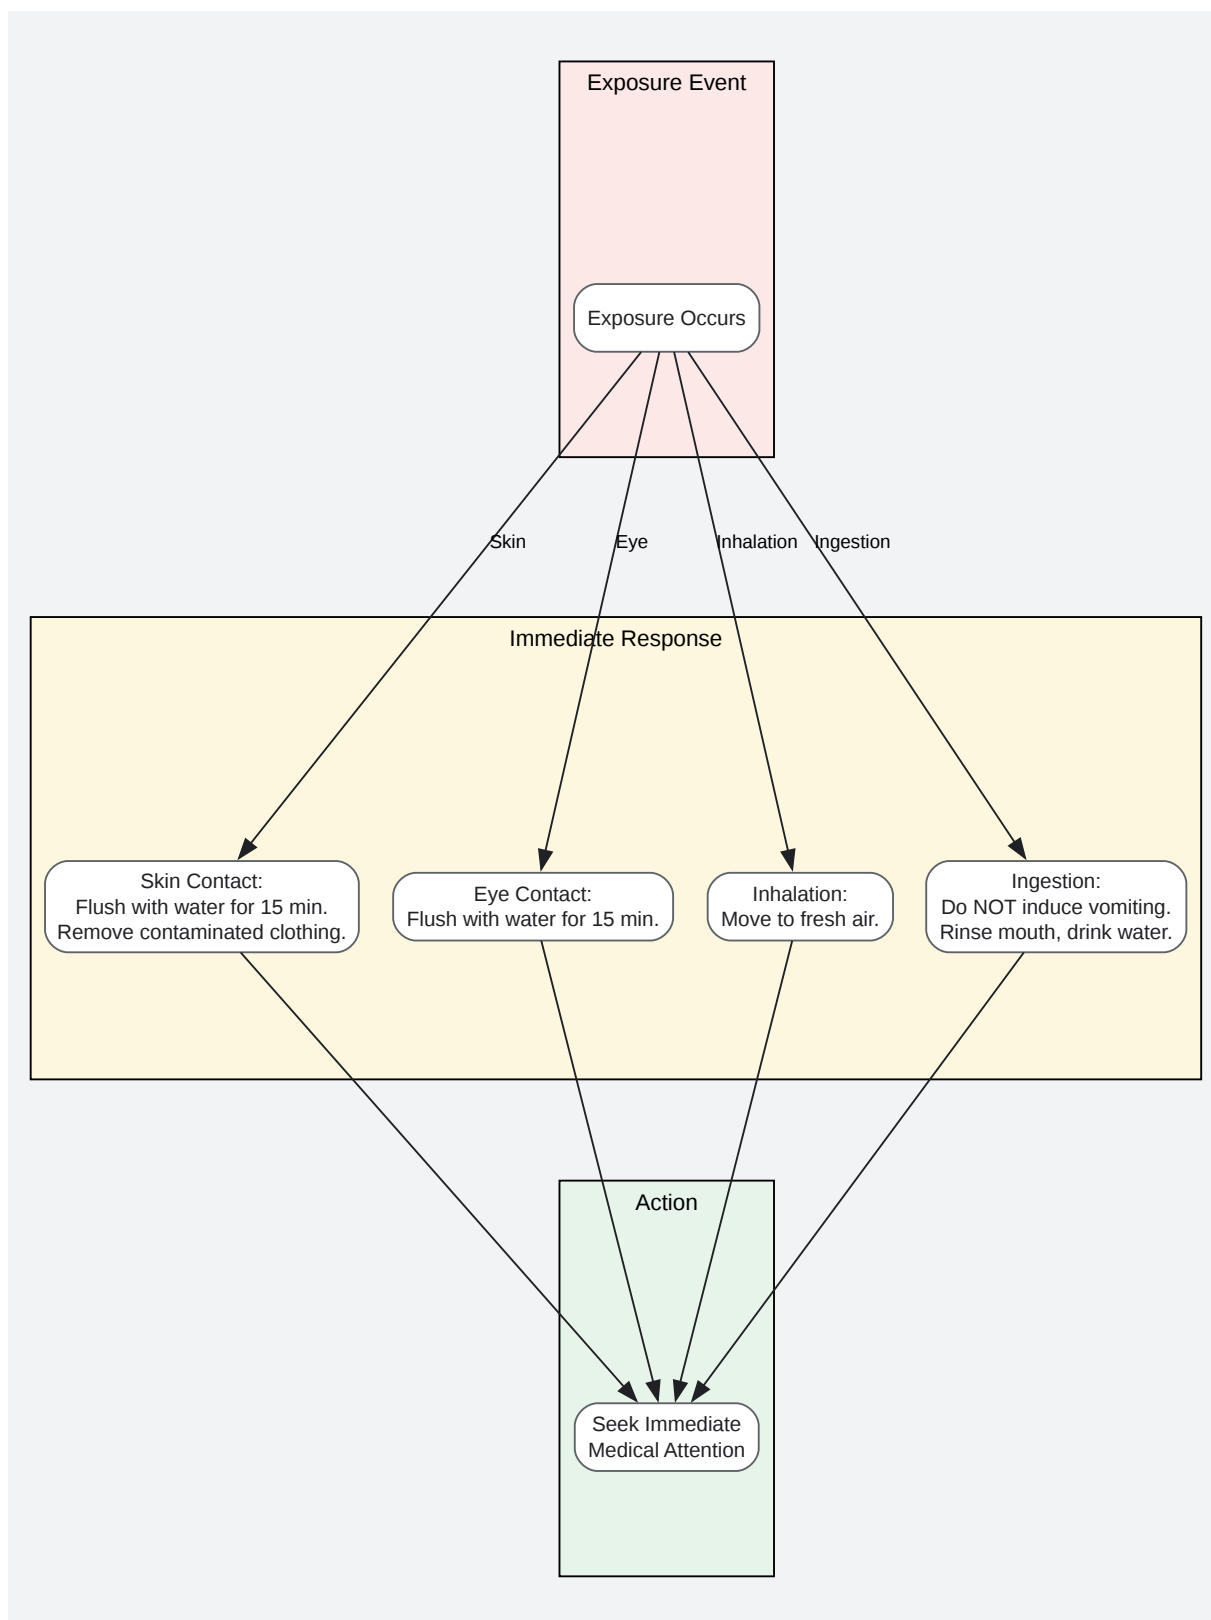 Exposure Event
Exposure Occurs
Skin
Eye
Inhalation
Ingestion
Immediate Response
Skin Contact:
Flush with water for 15 min.
Remove contaminated clothing.
Eye Contact:
Flush with water for 15 min.
Inhalation:
Move to fresh air.
Ingestion:
Do NOT induce vomiting.
Rinse mouth, drink water.
Action
Seek Immediate
Medical Attention